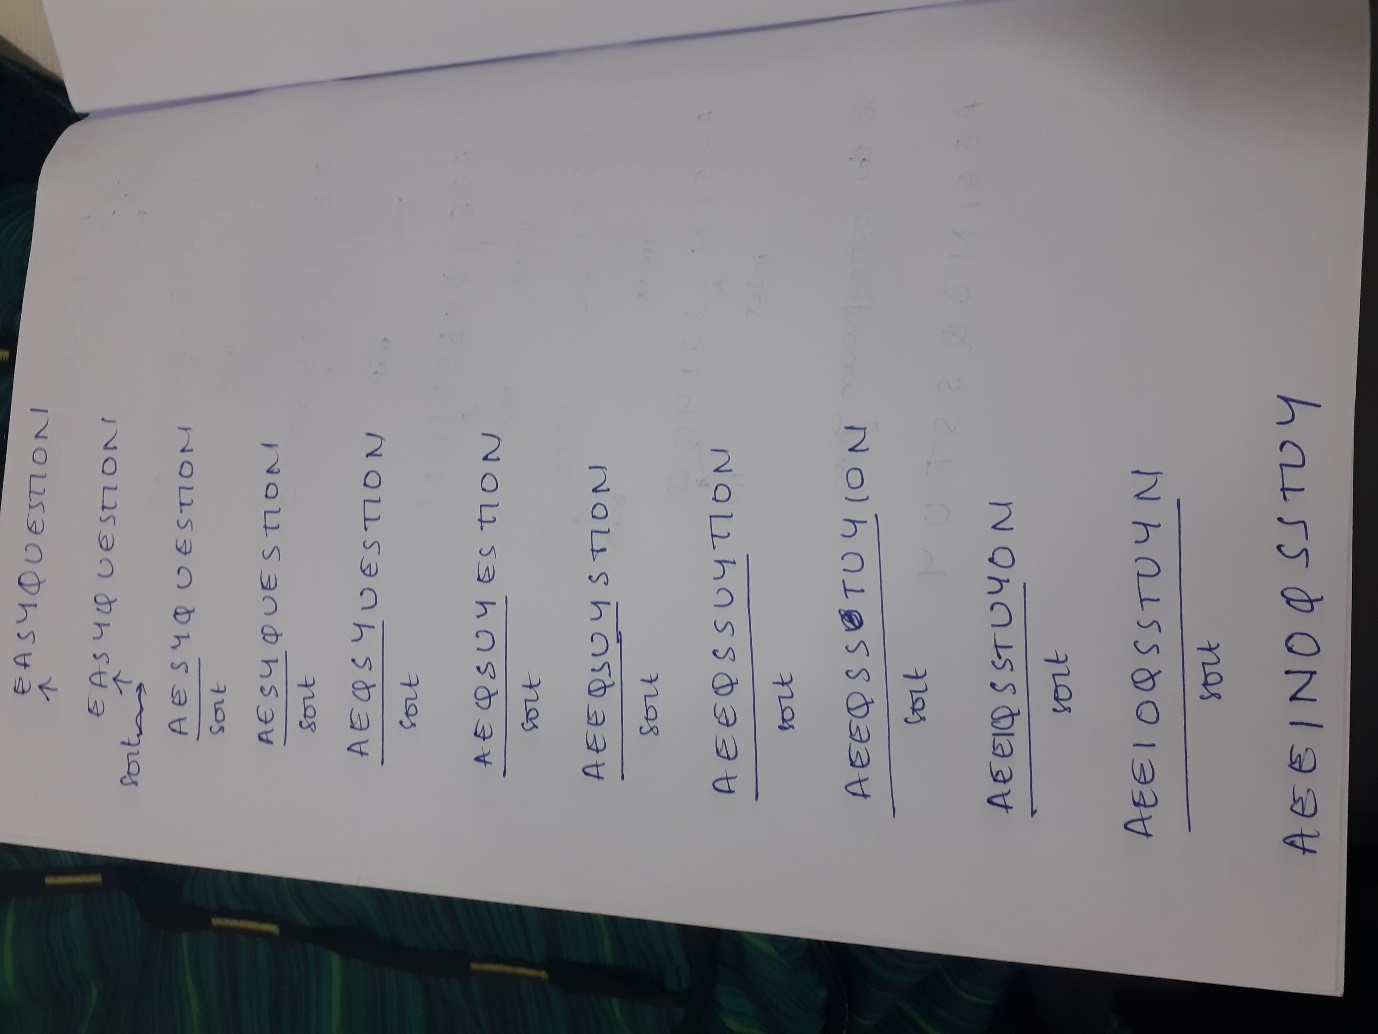 EASYQUESTION
↑
EASYQUESTION
sort ↑
AESYQUESTION
sort
AESYQUESTION
sort
AEQSYUESTION
sort
AEQSUYESTION
sort
AEEQSUYSTION
sort
AEEQSSUYTION
sort
AEEQSSTUYION
sort
AEEIQSSTUYON
sort
AEEIOQSSTUYN
sort
AEEINOQSSTUY